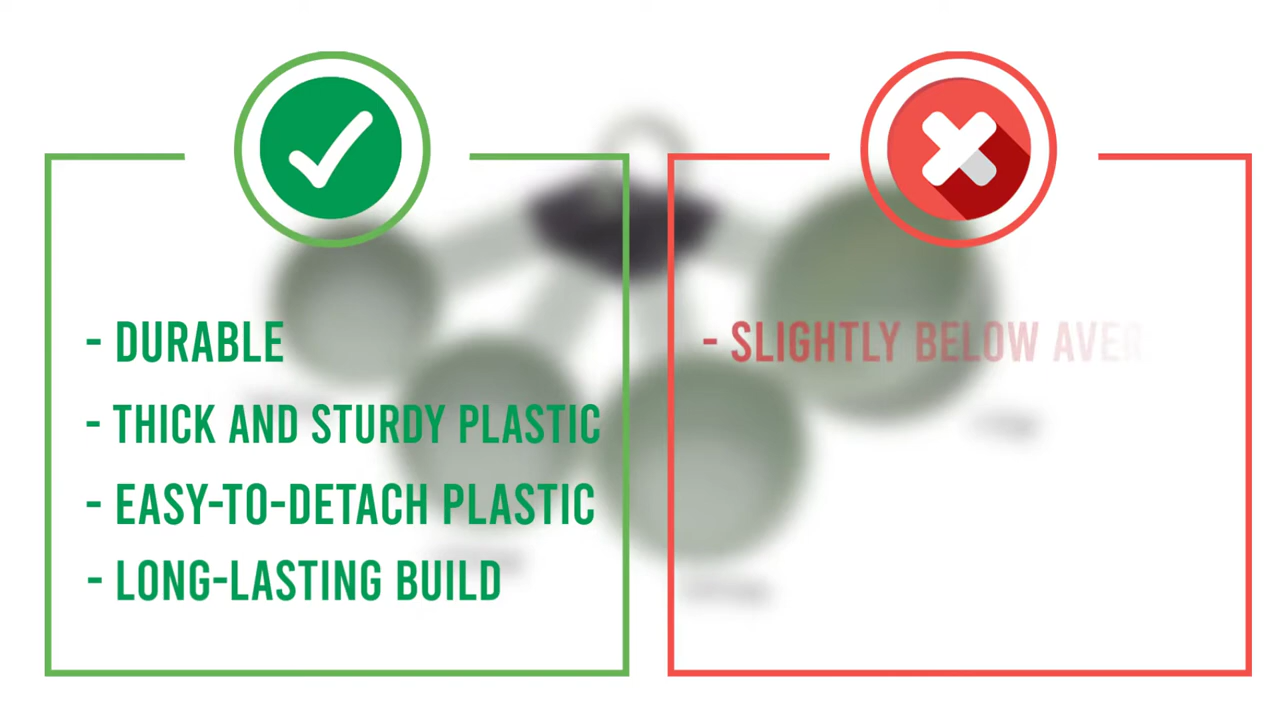 - DURABLE
- THICK AND STURDY PLASTIC
- EASY-TO-DETACH PLASTIC
- LONG-LASTING BUILD
- SLIGHTLY BELOW